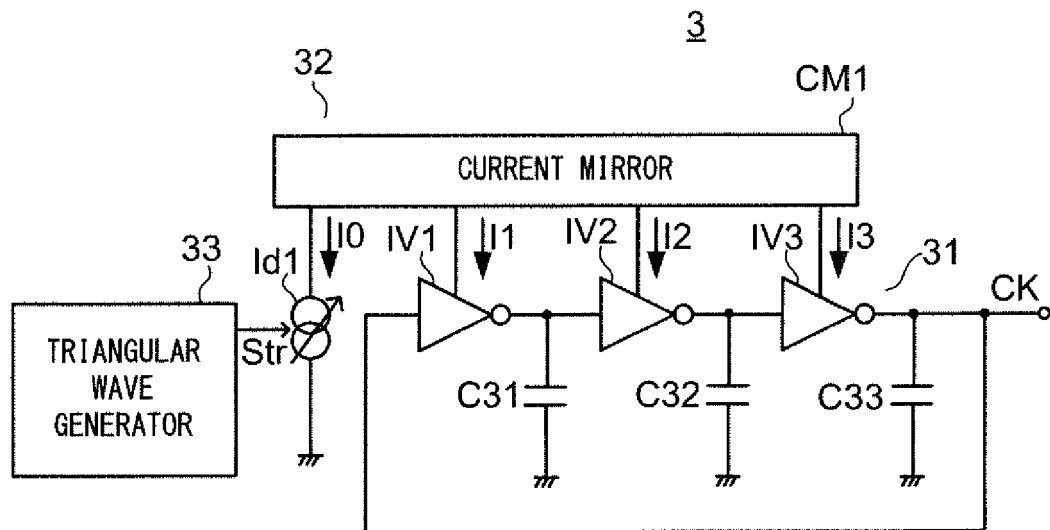 3
32
CM1
CURRENT MIRROR
33
Id1
I0
IV1
I1
IV2
I2
IV3
I3
31
CK
TRIANGULAR
WAVE
GENERATOR
Str
C31
C32
C33